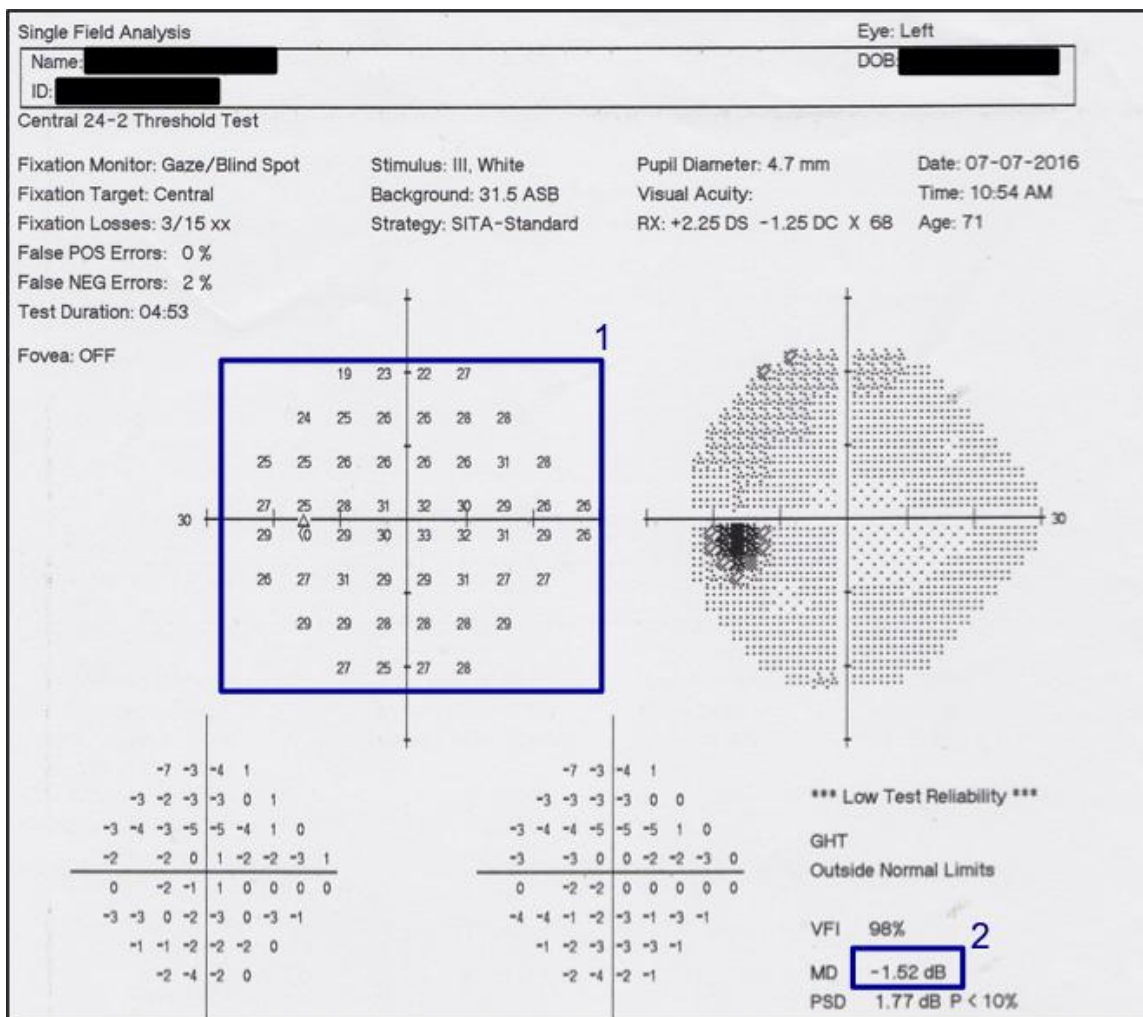 Single Field Analysis Eye: Left
Name: DOB:
ID:
Central 24-2 Threshold Test
Fixation Monitor: Gaze/Blind Spot Stimulus: III, White Pupil Diameter: 4.7 mm Date: 07-07-2016
Fixation Target: Central Background: 31.5 ASB Visual Acuity: Time: 10:54 AM
Fixation Losses: 3/15 xx Strategy: SITA-Standard RX: +2.25 DS -1.25 DC X 68 Age: 71
False POS Errors: 0 %
False NEG Errors: 2 %
Test Duration: 04:53
Fovea: OFF
1
19 23 22 27
24 25 26 26 28 28
25 25 26 26 26 26 31 28
27 25 28 31 32 30 29 26 26
30 30
29 <0 29 30 33 32 31 29 26
26 27 31 29 29 31 27 27
29 29 28 28 28 29
27 25 27 28
-7 -3 -4 1 -7 -3 -4 1
-3 -2 -3 -3 0 1 -3 -3 -3 -3 0 0
-3 -4 -3 -5 -5 -4 1 0 -3 -4 -4 -5 -5 -5 1 0
-2 -2 0 1 -2 -2 -3 1 -3 -3 0 0 -2 -2 -3 0
0 -2 -1 1 0 0 0 0 0 -2 -2 0 0 0 0 0
-3 -3 0 -2 -3 0 -3 -1 -4 -4 -1 -2 -3 -1 -3 -1
-1 -1 -2 -2 -2 0 -1 -2 -3 -3 -3 -1
-2 -4 -2 0 -2 -4 -2 -1
*** Low Test Reliability ***
GHT
Outside Normal Limits
VFI 98%
2
MD -1.52 dB
PSD 1.77 dB P < 10%